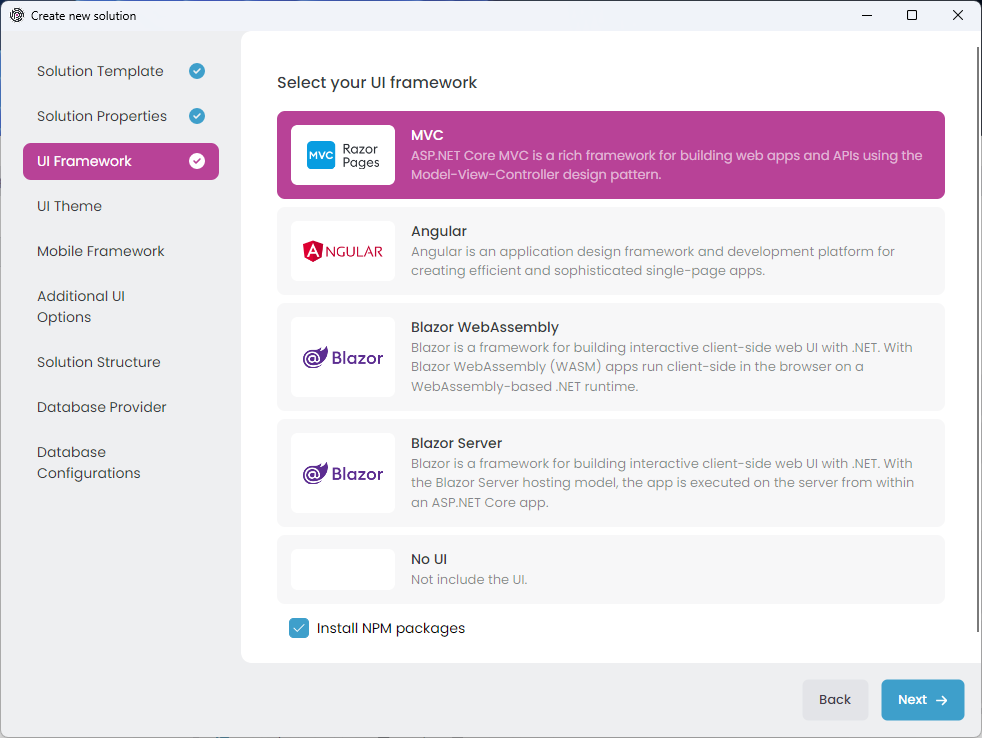 Create new solution
Solution Template
Solution Properties
UI Framework
UI Theme
Mobile Framework
Additional UI
Options
Solution Structure
Database Provider
Database
Configurations
Select your UI framework
MVC
Razor
Pages
MVC
ASP.NET Core MVC is a rich framework for building web apps and APIs using the
Model-View-Controller design pattern.
ANGULAR
Angular
Angular is an application design framework and development platform for
creating efficient and sophisticated single-page apps.
Blazor
Blazor WebAssembly
Blazor is a framework for building interactive client-side web UI with .NET. With
Blazor WebAssembly (WASM) apps run client-side in the browser on a
WebAssembly-based .NET runtime.
Blazor
Blazor Server
Blazor is a framework for building interactive client-side web UI with .NET. With
the Blazor Server hosting model, the app is executed on the server from within
an ASP.NET Core app.
No UI
Not include the UI.
Install NPM packages
Back
Next